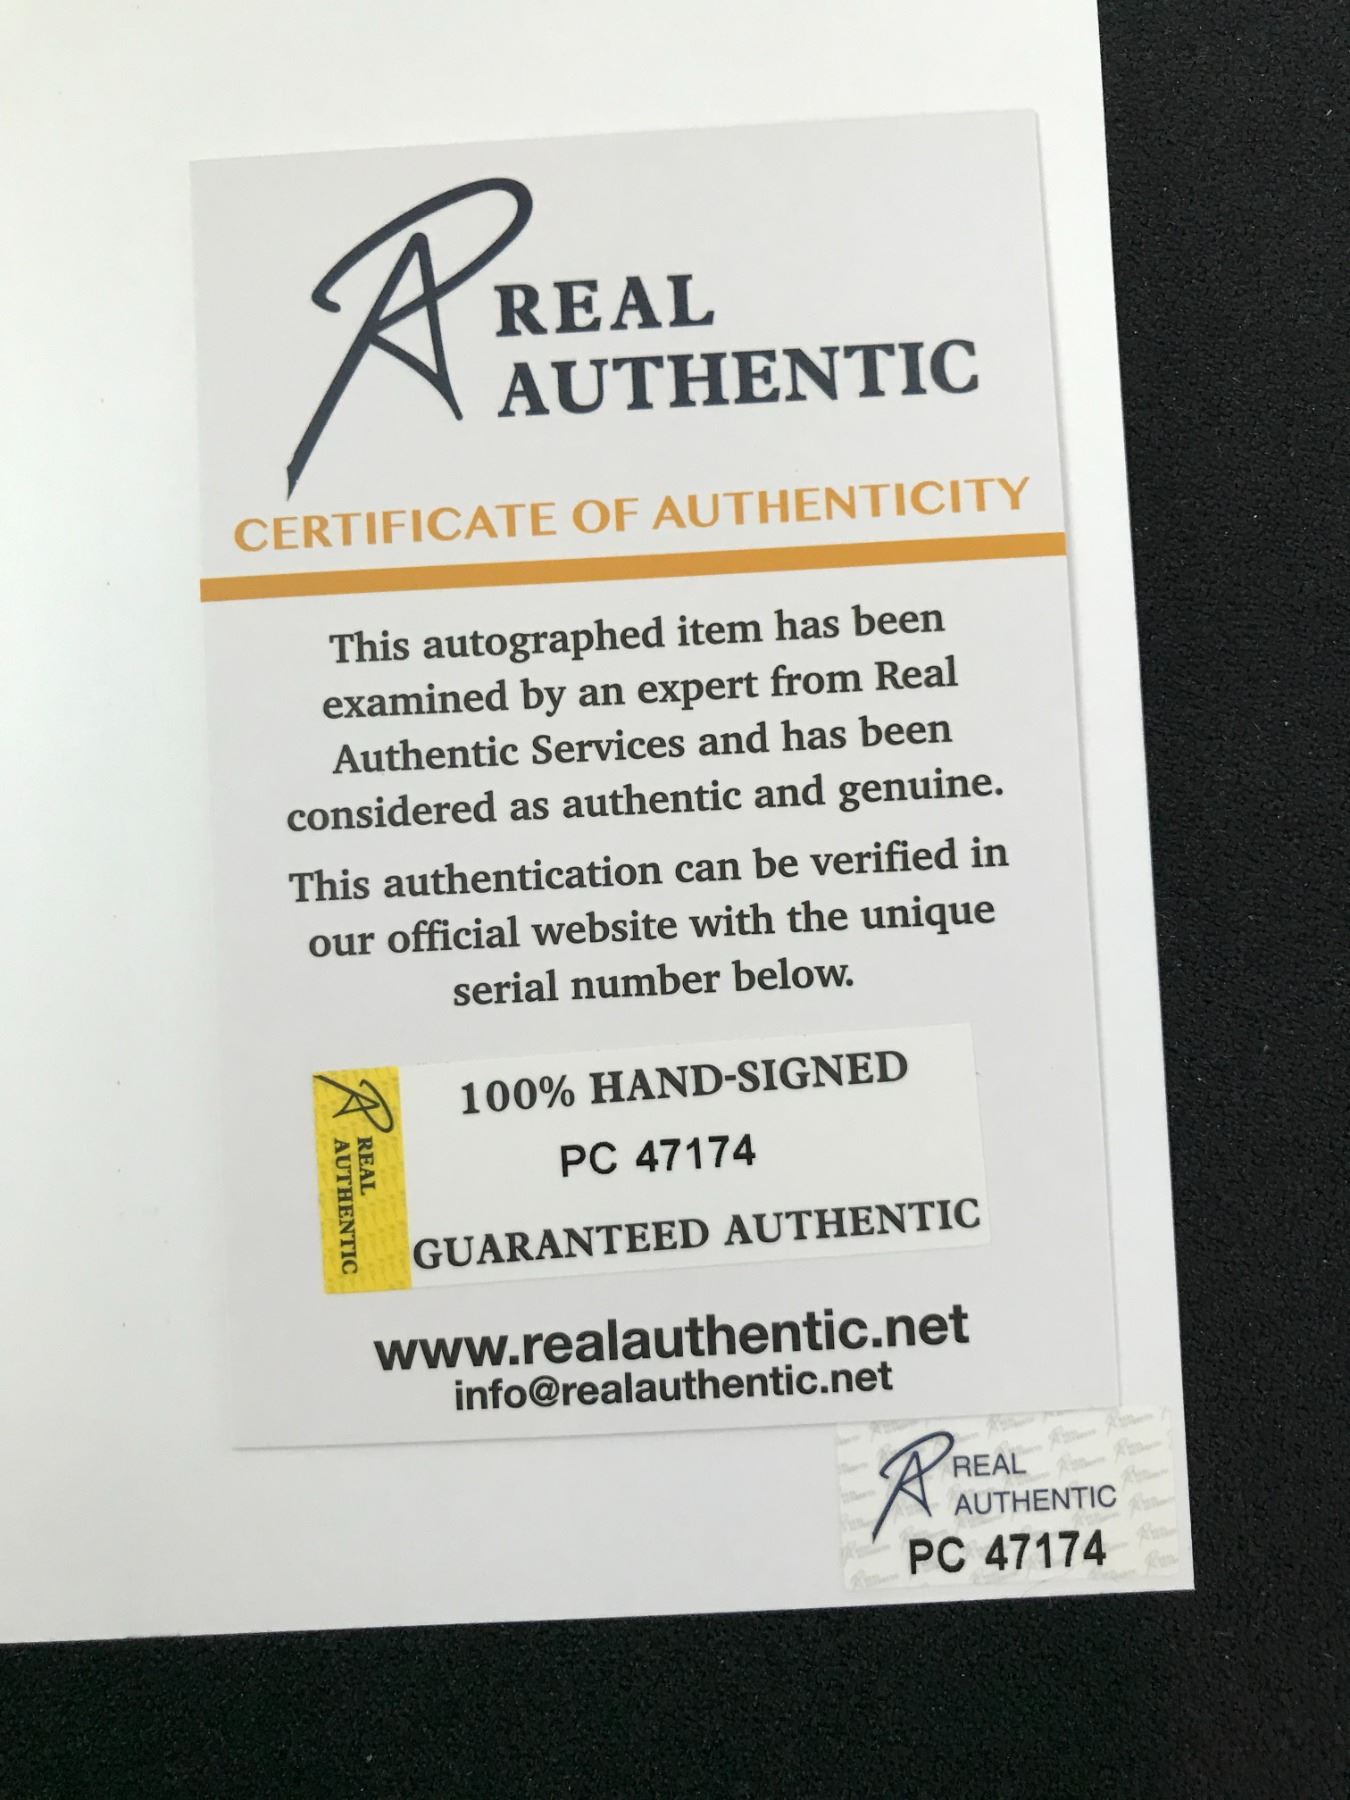 REAL
AUTHENTIC
CERTIFICATE OF AUTHENTICITY
This autographed item has been
examined by an expert from Real
Authentic Services and has been
considered as authentic and genuine.
This authentication can be verified in
our official website with the unique
serial number below.
REAL
AUTHENTIC
100% HAND-SIGNED
PC 47174
GUARANTEED AUTHENTIC
www.realauthentic.net
info@realauthentic.net
REAL
AUTHENTIC
PC 47174